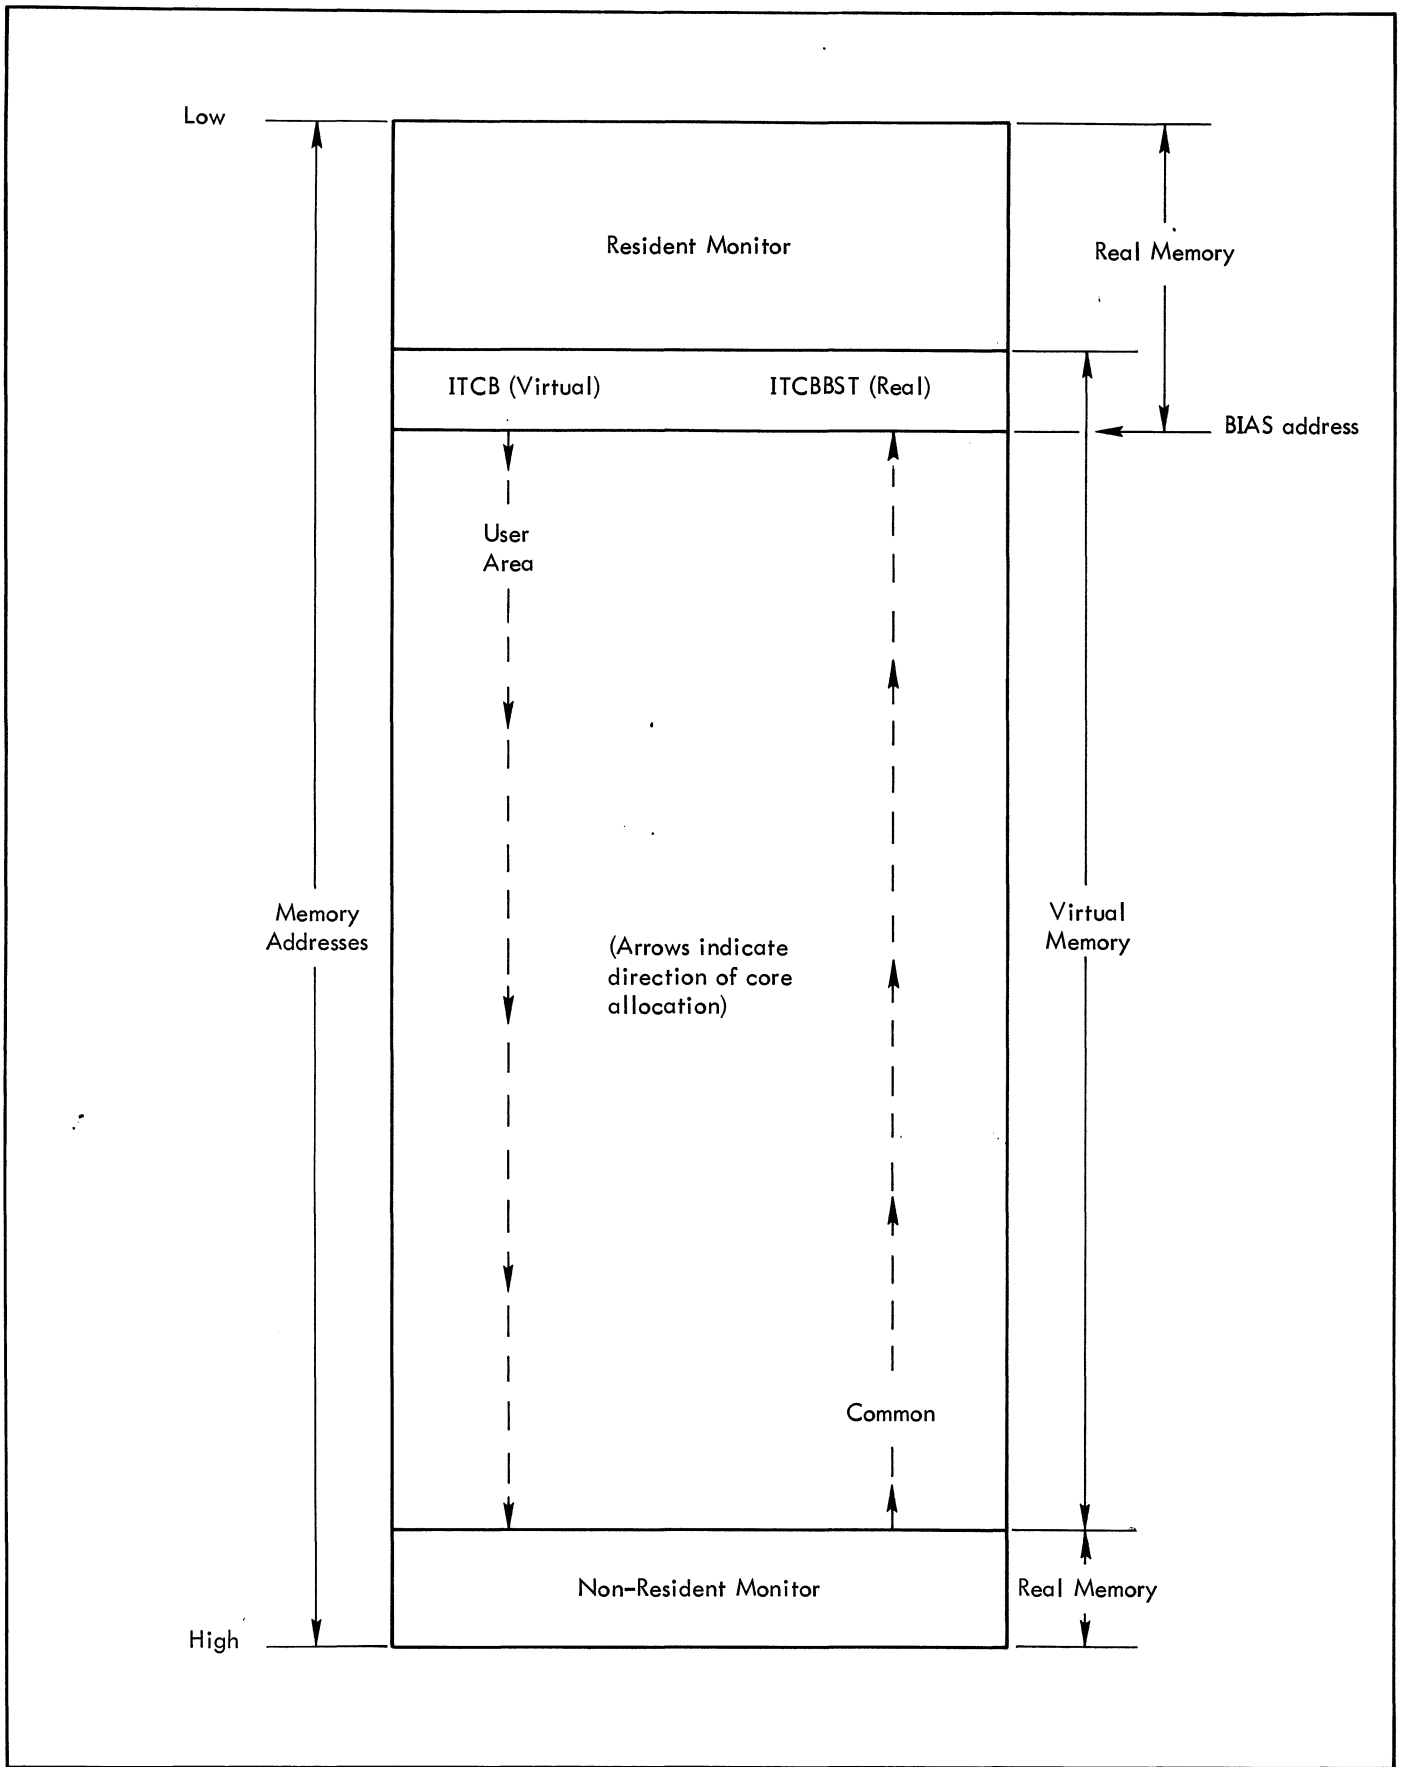 Low
Resident Monitor
Real Memory
ITCB (Virtual)
ITCBBST (Real)
BIAS address
User
Area
Memory
Addresses
(Arrows indicate
direction of core
allocation)
Virtual
Memory
Common
Non-Resident Monitor
Real Memory
High